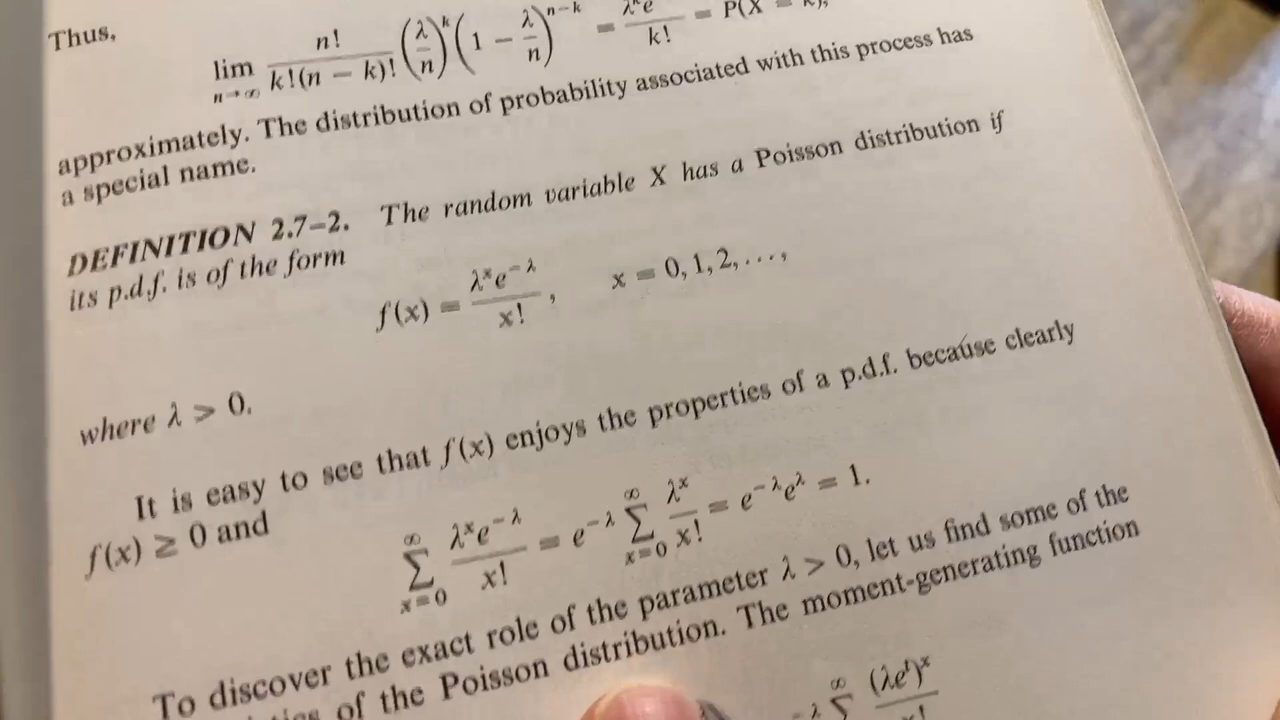 Thus,
lim n→∞ n!/k!(n − k)! (λ/n)^k (1 − λ/n)^n−k = λ^k e /k! = P(X = k),
approximately. The distribution of probability associated with this process has
a special name.
DEFINITION 2.7–2. The random variable X has a Poisson distribution if
its p.d.f. is of the form
f(x) = λ^x e^−λ/x!, x = 0, 1, 2, . . . ,
where λ > 0.
It is easy to see that f(x) enjoys the properties of a p.d.f. because clearly
f(x) ≥ 0 and
∞ Σ x=0 λ^x e^−λ/x! = e^−λ ∞ Σ x=0 λ^x/x! = e^−λ e^λ = 1.
To discover the exact role of the parameter λ > 0, let us find some of the
of the Poisson distribution. The moment-generating function
−λ ∞ Σ (λe^t)^x/x!